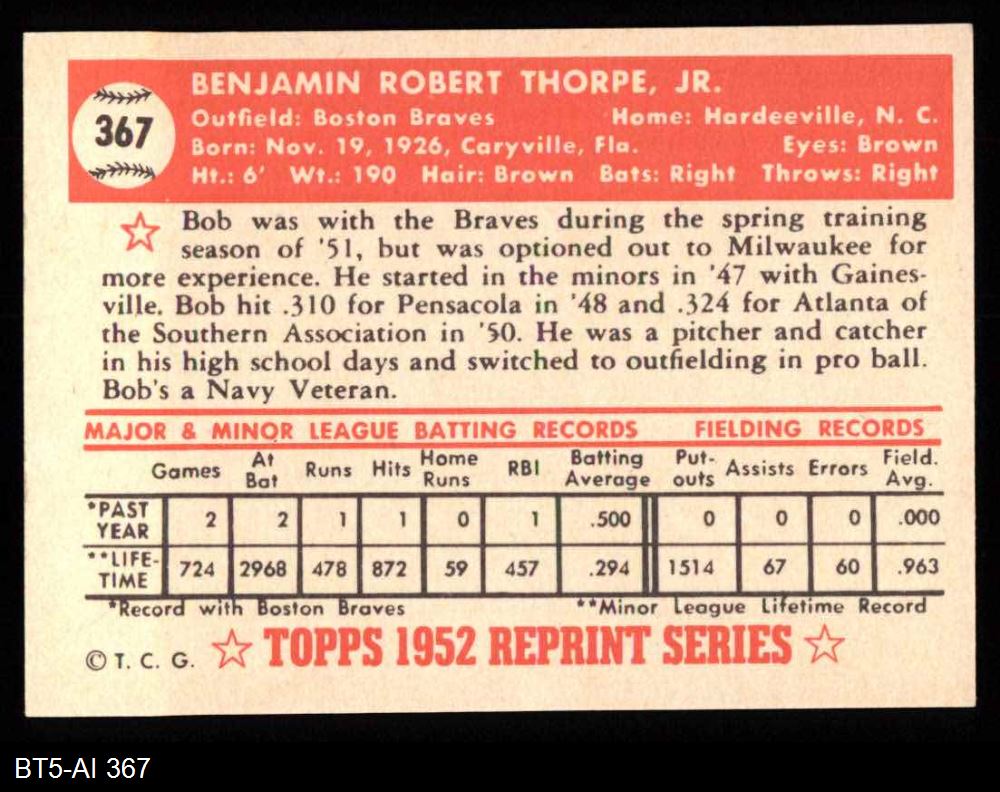 367
BENJAMIN ROBERT THORPE, JR.
Outfield: Boston Braves Home: Hardeeville, N. C.
Born: Nov. 19, 1926, Caryville, Fla. Eyes: Brown
Ht.: 6' Wt.: 190 Hair: Brown Bats: Right Throws: Right
Bob was with the Braves during the spring training
season of '51, but was optioned out to Milwaukee for
more experience. He started in the minors in '47 with Gaines-
ville. Bob hit .310 for Pensacola in '48 and .324 for Atlanta of
the Southern Association in '50. He was a pitcher and catcher
in his high school days and switched to outfielding in pro ball.
Bob's a Navy Veteran.
MAJOR & MINOR LEAGUE BATTING RECORDS FIELDING RECORDS
Games At Bat Runs Hits Home Runs RBI Batting Average Put-outs Assists Errors Field. Avg.
*PAST YEAR 2 2 1 1 0 1 .500 0 0 0 .000
**LIFE-TIME 724 2968 478 872 59 457 .294 1514 67 60 .963
*Record with Boston Braves **Minor League Lifetime Record
© T. C. G. TOPPS 1952 REPRINT SERIES
BT5-AI 367